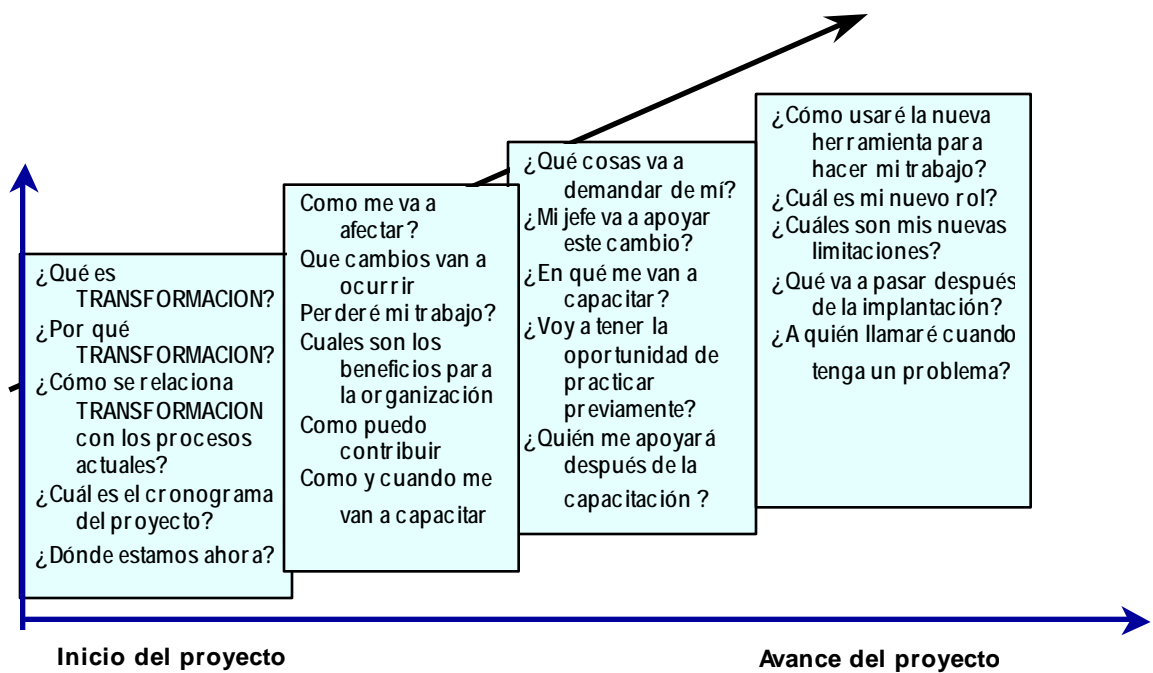 ¿Qué es
TRANSFORMACION?
¿Por qué
TRANSFORMACION?
¿Cómo se relaciona
TRANSFORMACION
con los procesos
actuales?
¿Cuál es el cronograma
del proyecto?
¿Dónde estamos ahora?
Como me va a
afectar?
Que cambios van a
ocurrir
Perderé mi trabajo?
Cuales son los
beneficios para
la organización
Como puedo
contribuir
Como y cuando me
van a capacitar
¿Qué cosas va a
demandar de mí?
¿Mi jefe va a apoyar
este cambio?
¿En qué me van a
capacitar?
¿Voy a tener la
oportunidad de
practicar
previamente?
¿Quién me apoyará
después de la
capacitación ?
¿Cómo usaré la nueva
herramienta para
hacer mi trabajo?
¿Cuál es mi nuevo rol?
¿Cuáles son mis nuevas
limitaciones?
¿Qué va a pasar después
de la implantación?
¿A quién llamaré cuando
tenga un problema?
Inicio del proyecto
Avance del proyecto